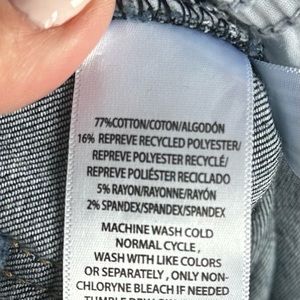 77%COTTON/COTON/ALGODÓN
16% REPREVE RECYCLED POLYESTER/
REPREVE POLYESTER RECYCLÉ/
REPREVE POLIÉSTER RECICLADO
5% RAYON/RAYONNE/RAYÓN
2% SPANDEX/SPANDEX/SPANDEX
MACHINE WASH COLD
NORMAL CYCLE ,
WASH WITH LIKE COLORS
OR SEPARATELY , ONLY NON-
CHLORYNE BLEACH IF NEEDED
TUMBLE DRY